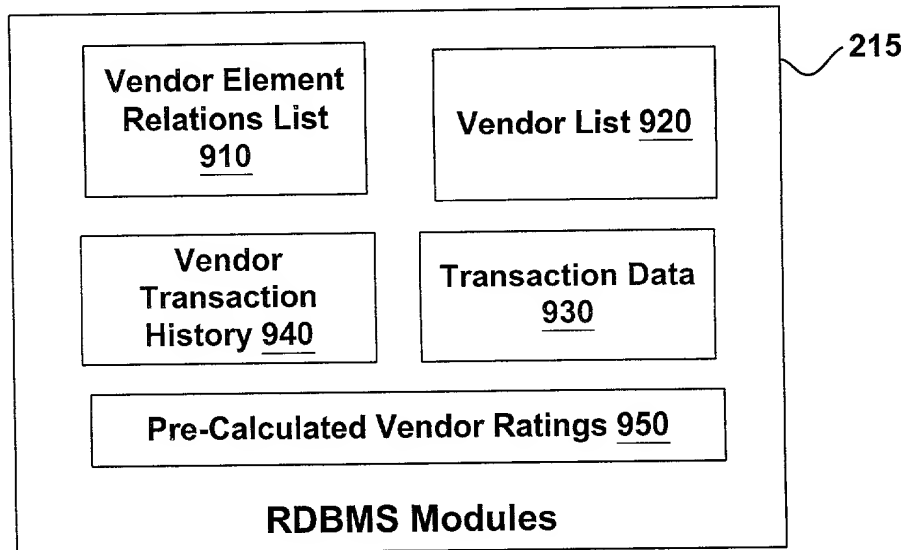 215
Vendor Element
Relations List
910
Vendor List 920
Vendor
Transaction
History 940
Transaction Data
930
Pre-Calculated Vendor Ratings 950
RDBMS Modules